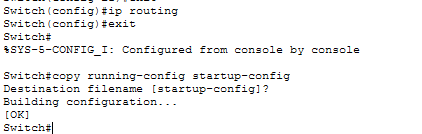 Switch(config)#ip routing
Switch(config)#exit
Switch#
%SYS-5-CONFIG_I: Configured from console by console
Switch#copy running-config startup-config
Destination filename [startup-config]?
Building configuration...
[OK]
Switch#